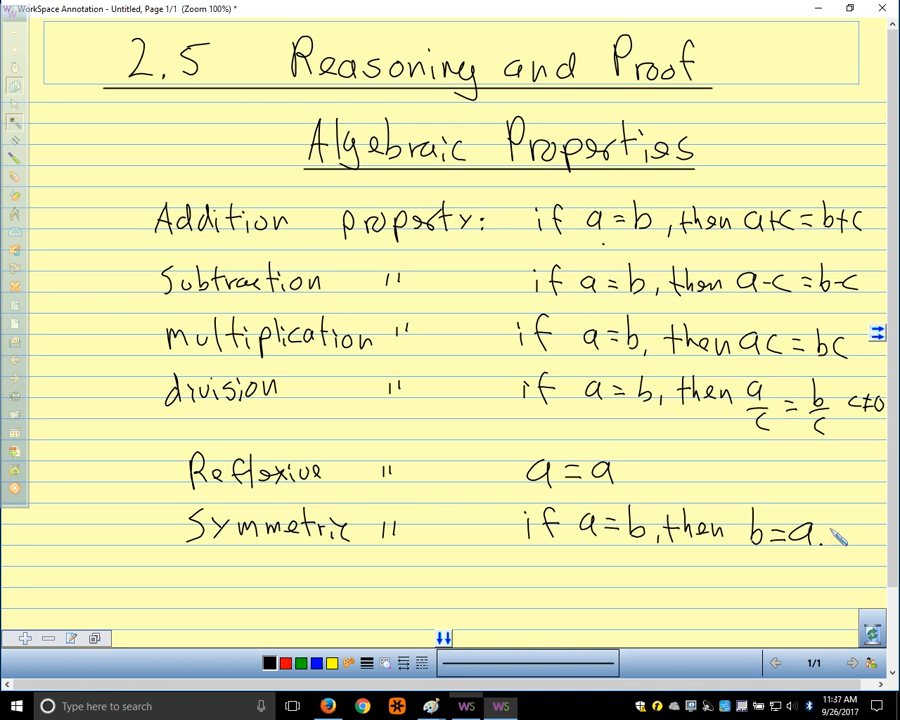 WorkSpace Annotation - Untitled, Page 1/1 (Zoom 100%) *
2.5 Reasoning and Proof
Algebraic Properties
Addition property: if a=b, then a+c=b+c
Subtraction " if a=b, then a-c=b-c
multiplication " if a=b, then ac=bc
division " if a=b, then a/c = b/c c≠0
Reflexive " a=a
Symmetric " if a=b, then b=a.
1/1
Type here to search
WS WS
11:37 AM
9/26/2017